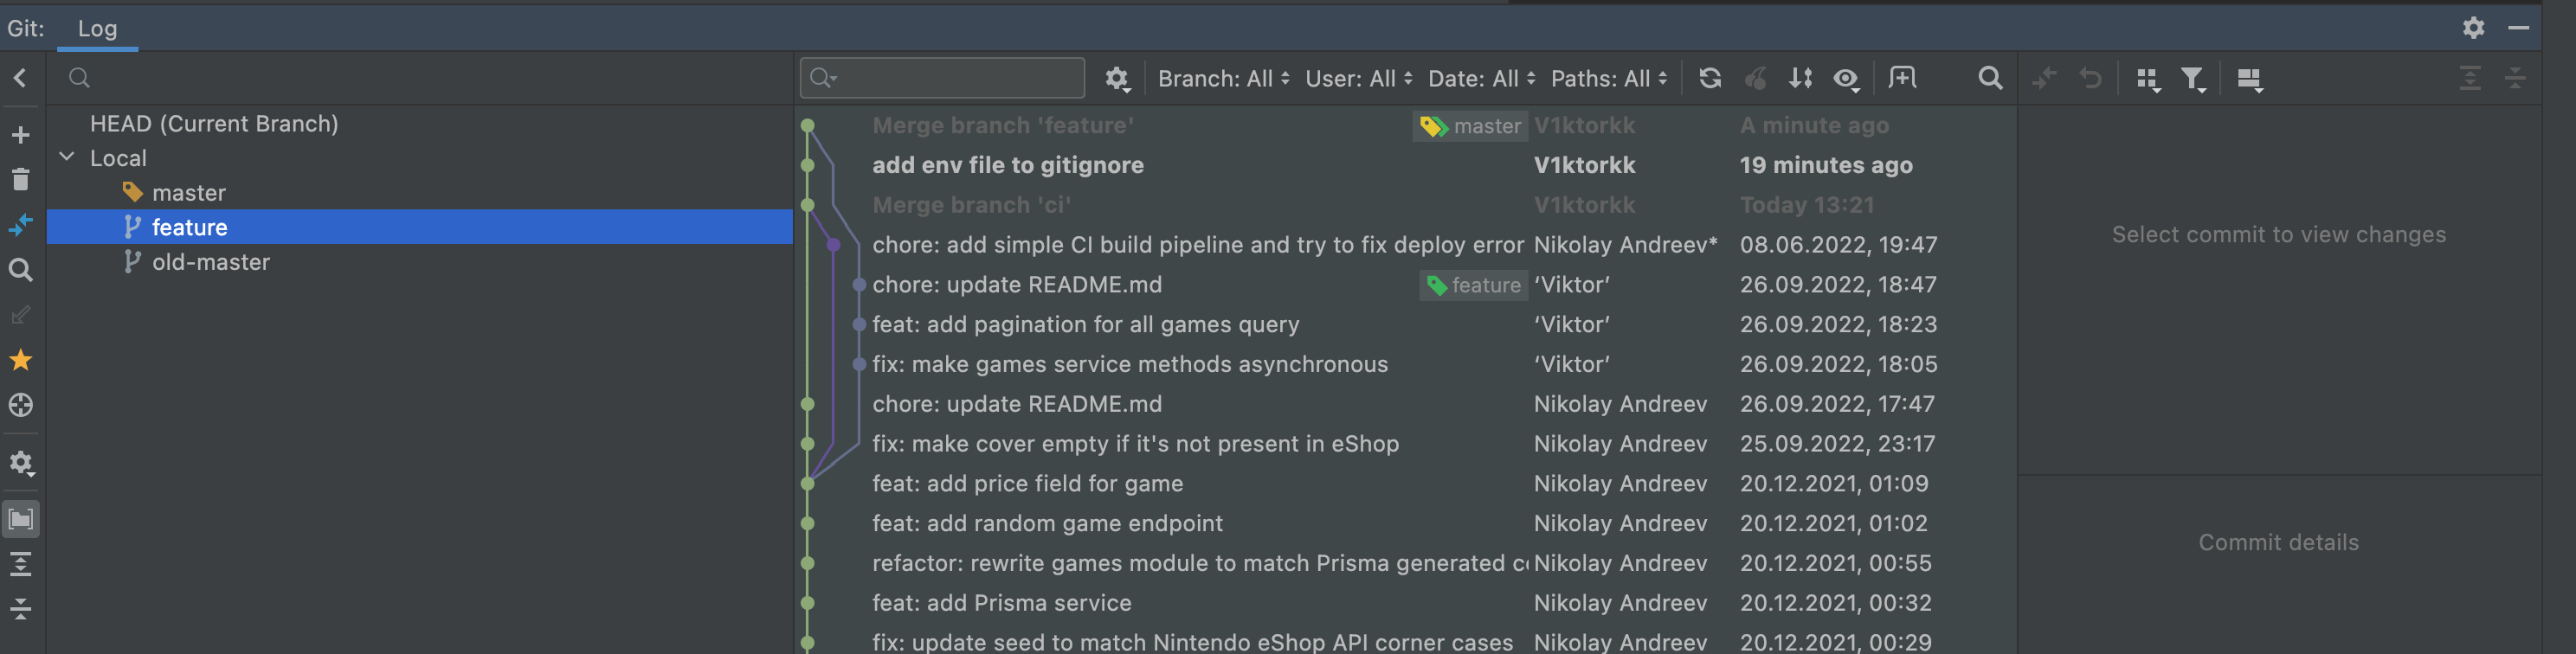 Git: Log
Branch: All User: All Date: All Paths: All
HEAD (Current Branch)
Local
master
feature
old-master
Merge branch 'feature' master V1ktorkk A minute ago
add env file to gitignore V1ktorkk 19 minutes ago
Merge branch 'ci' V1ktorkk Today 13:21
chore: add simple CI build pipeline and try to fix deploy error Nikolay Andreev* 08.06.2022, 19:47
chore: update README.md feature ‘Viktor’ 26.09.2022, 18:47
feat: add pagination for all games query ‘Viktor’ 26.09.2022, 18:23
fix: make games service methods asynchronous ‘Viktor’ 26.09.2022, 18:05
chore: update README.md Nikolay Andreev 26.09.2022, 17:47
fix: make cover empty if it's not present in eShop Nikolay Andreev 25.09.2022, 23:17
feat: add price field for game Nikolay Andreev 20.12.2021, 01:09
feat: add random game endpoint Nikolay Andreev 20.12.2021, 01:02
refactor: rewrite games module to match Prisma generated Nikolay Andreev 20.12.2021, 00:55
feat: add Prisma service Nikolay Andreev 20.12.2021, 00:32
fix: update seed to match Nintendo eShop API corner cases Nikolay Andreev 20.12.2021, 00:29
Select commit to view changes
Commit details